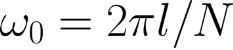 ω₀ = 2πl/N